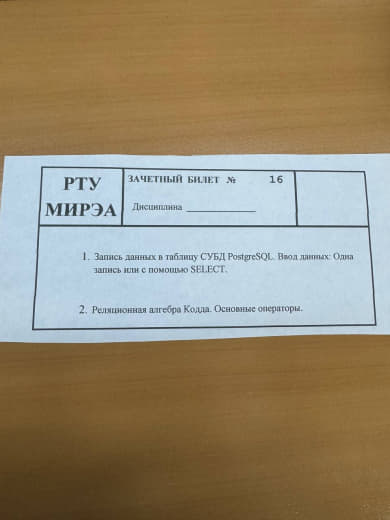 РТУ
МИРЭА
ЗАЧЕТНЫЙ БИЛЕТ № 16
Дисциплина ______________
1. Запись данных в таблицу СУБД PostgreSQL. Ввод данных: Одна
запись или с помощью SELECT.
2. Реляционная алгебра Кодда. Основные операторы.